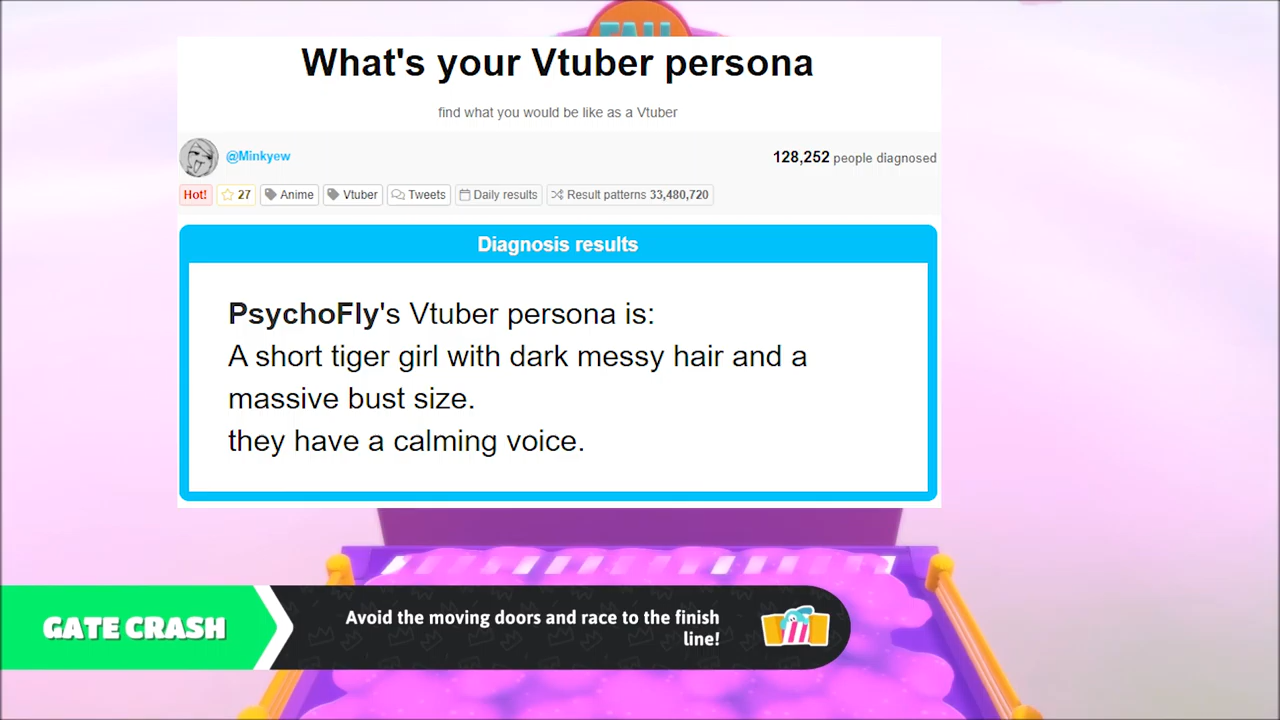 FALL
What's your Vtuber persona
find what you would be like as a Vtuber
@Minkyew
128,252 people diagnosed
Hot! 27 Anime Vtuber Tweets Daily results Result patterns 33,480,720
Diagnosis results
PsychoFly's Vtuber persona is:
A short tiger girl with dark messy hair and a
massive bust size.
they have a calming voice.
GATE CRASH
Avoid the moving doors and race to the finish
line!